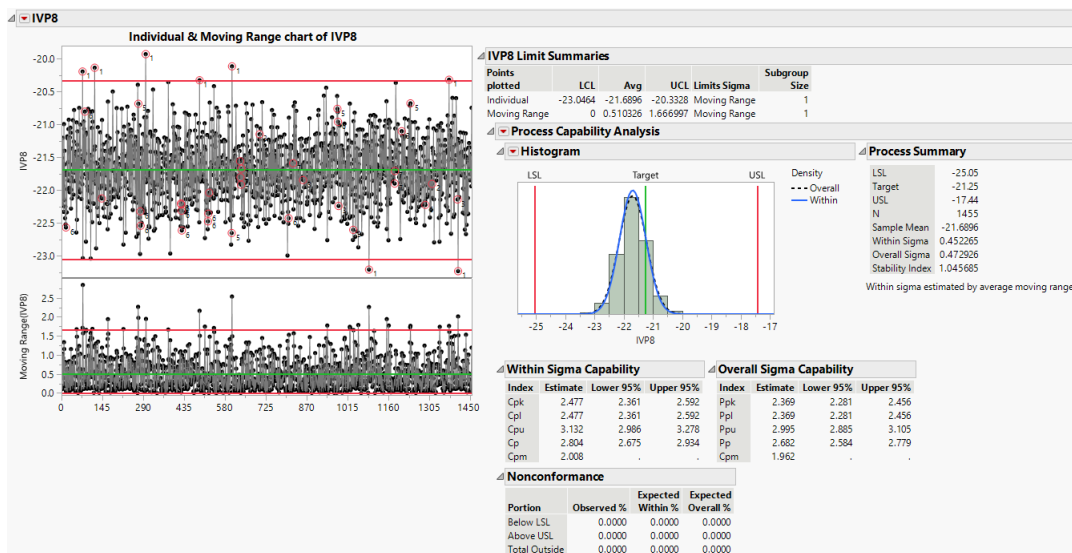 IVP8
Individual & Moving Range chart of IVP8
-20.0
-20.5
-21.0
-21.5
-22.0
-22.5
-23.0
IVP8
2.5
2.0
1.5
1.0
0.5
0.0
Moving Range(IVP8)
0 145 290 435 580 725 870 1015 1160 1305 1450
IVP8 Limit Summaries
Points plotted LCL Avg UCL Limits Sigma Subgroup Size
Individual -23.0464 -21.6896 -20.3328 Moving Range 1
Moving Range 0 0.510326 1.666997 Moving Range 1
Process Capability Analysis
Histogram
LSL Target USL
Density
Overall
Within
-25 -24 -23 -22 -21 -20 -19 -18 -17
IVP8
Process Summary
LSL -25.05
Target -21.25
USL -17.44
N 1455
Sample Mean -21.6896
Within Sigma 0.452265
Overall Sigma 0.472926
Stability Index 1.045685
Within sigma estimated by average moving range
Within Sigma Capability
Index Estimate Lower 95% Upper 95%
Cpk 2.477 2.361 2.592
Cpl 2.477 2.361 2.592
Cpu 3.132 2.986 3.278
Cp 2.804 2.675 2.934
Cpm 2.008 . .
Overall Sigma Capability
Index Estimate Lower 95% Upper 95%
Ppk 2.369 2.281 2.456
Ppl 2.369 2.281 2.456
Ppu 2.995 2.885 3.105
Pp 2.682 2.584 2.779
Cpm 1.962 . .
Nonconformance
Portion Observed % Expected Within % Expected Overall %
Below LSL 0.0000 0.0000 0.0000
Above USL 0.0000 0.0000 0.0000
Total Outside 0.0000 0.0000 0.0000